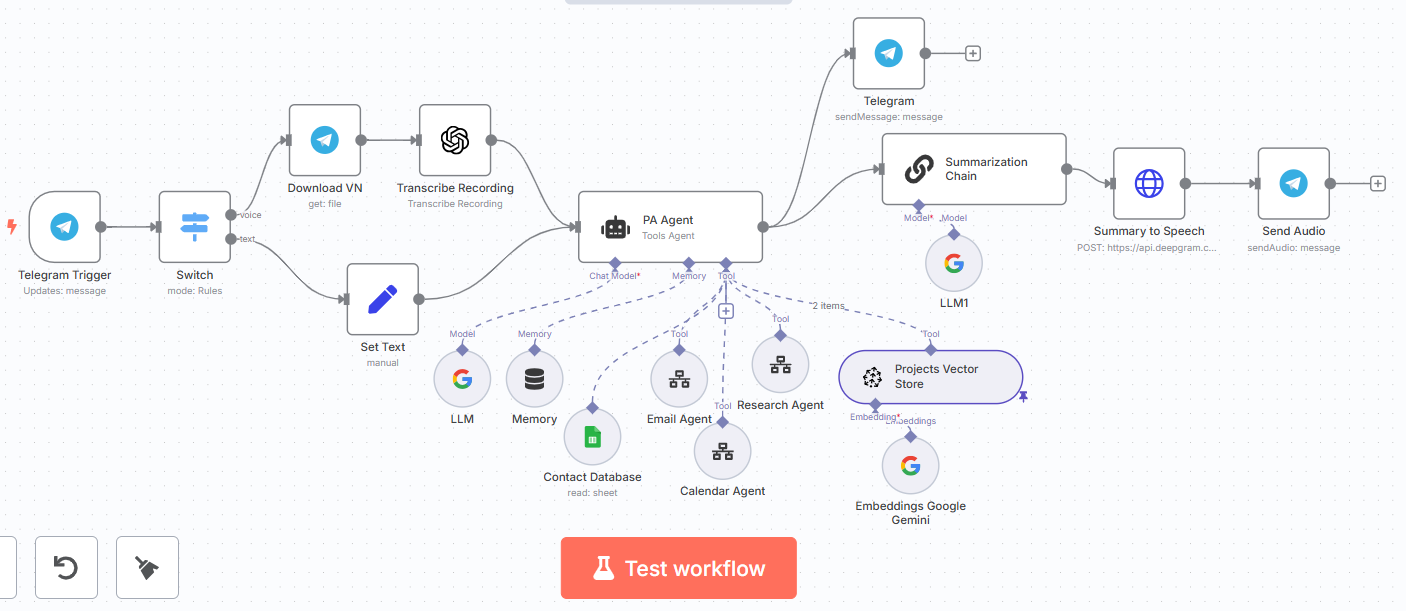 Telegram
sendMessage: message
Download VN
get: file
Transcribe Recording
Transcribe Recording
Summarization
Chain
Model*
Model
LLM1
Summary to Speech
POST: https://api.deepgram.c...
Send Audio
sendAudio: message
Telegram Trigger
Updates: message
Switch
mode: Rules
voice
text
PA Agent
Tools Agent
Chat Model*
Memory
Tool
Set Text
manual
Model
LLM
Memory
Memory
Contact Database
read: sheet
Tool
Email Agent
Tool
Calendar Agent
Tool
Research Agent
2 items
Tool
Projects Vector
Store
Embedding*
Embeddings
Embeddings Google
Gemini
Test workflow